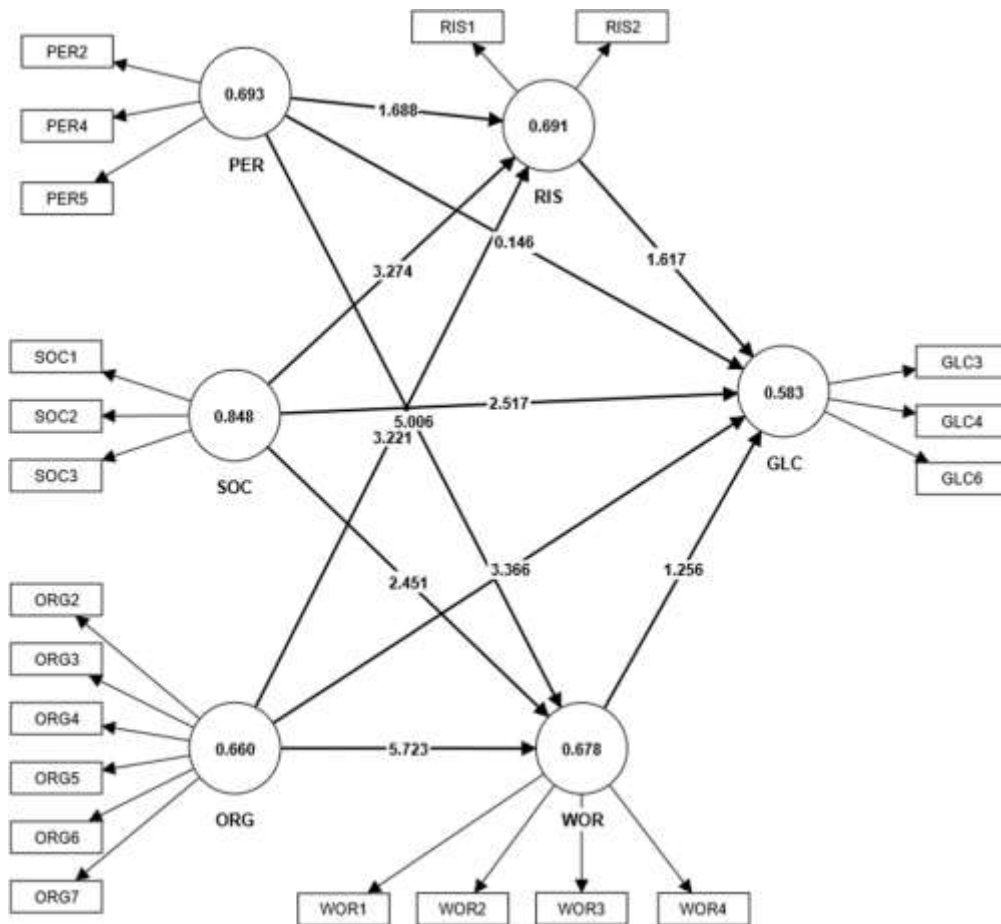 RIS1
RIS2
PER2
0.693
PER4
1.688
0.691
PER5
PER
RIS
0.146
1.617
3.274
SOC1
GLC3
SOC2
0.848
2.517
0.583
GLC4
5.006
3.221
SOC3
SOC
GLC
GLC6
2.451
3.366
1.256
ORG2
ORG3
ORG4
0.660
5.723
0.678
ORG5
ORG
WOR
ORG6
ORG7
WOR1
WOR2
WOR3
WOR4